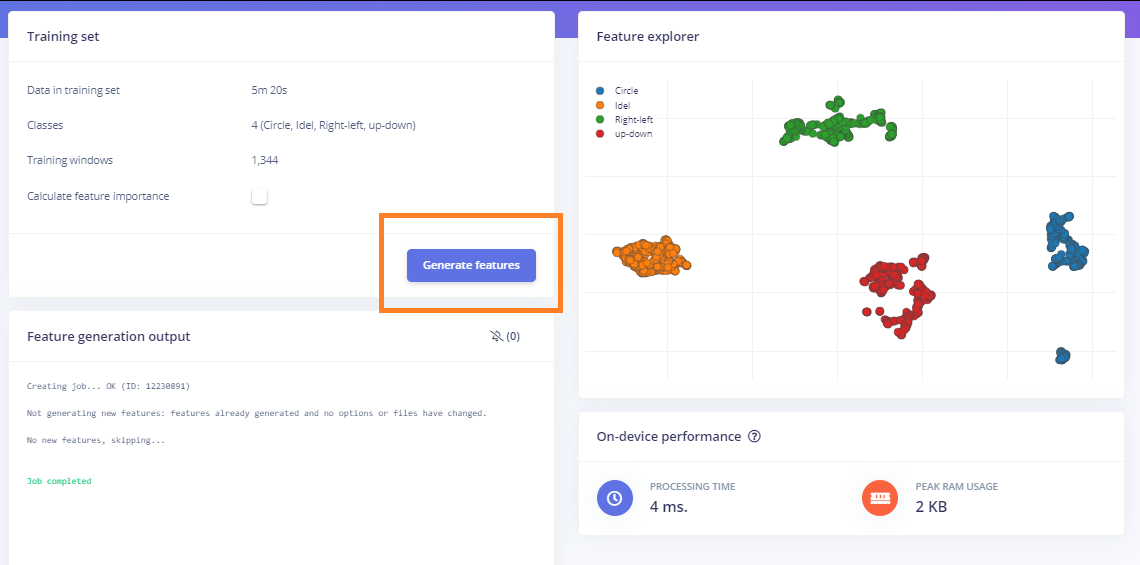 Training set
Data in training set 5m 20s
Classes 4 (Circle, Idel, Right-left, up-down)
Training windows 1,344
Calculate feature importance
Generate features
Feature generation output (0)
Creating job... OK (ID: 12230891)
Not generating new features: features already generated and no options or files have changed.
No new features, skipping...
Job completed
Feature explorer
Circle
Idel
Right-left
up-down
On-device performance ?
PROCESSING TIME
4 ms.
PEAK RAM USAGE
2 KB